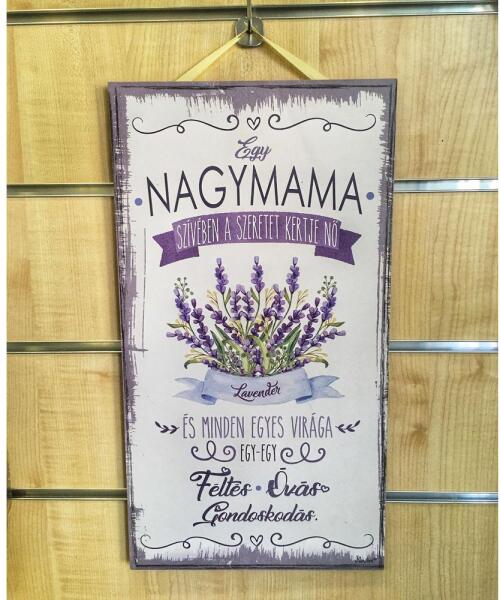 Egy
NAGYMAMA
SZÍVÉBEN A SZERETET KERTJE NŐ
Lavender
ÉS MINDEN EGYES VIRÁGA
EGY-EGY
Féltés • Óvás
Gondoskodás.